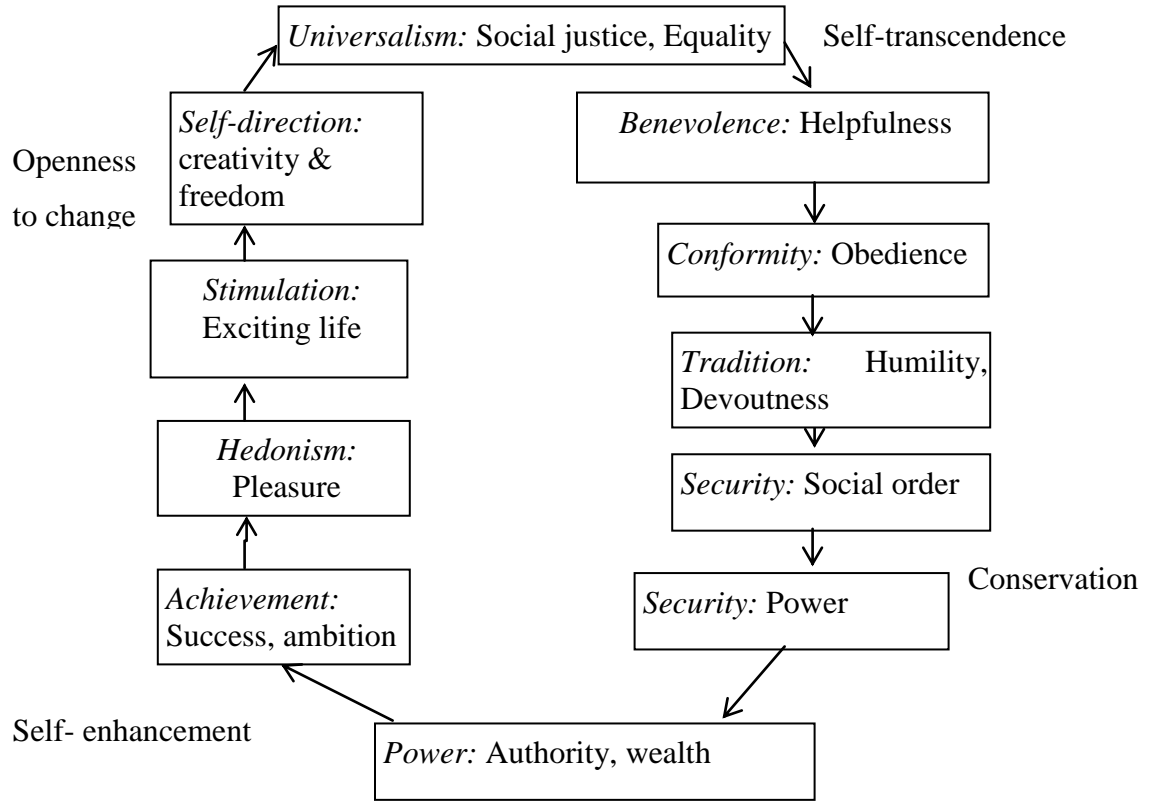 Universalism: Social justice, Equality
Self-transcendence
Self-direction:
creativity &
freedom
Benevolence: Helpfulness
Openness
to change
Conformity: Obedience
Stimulation:
Exciting life
Tradition: Humility,
Devoutness
Hedonism:
Pleasure
Security: Social order
Achievement:
Success, ambition
Security: Power
Conservation
Self- enhancement
Power: Authority, wealth